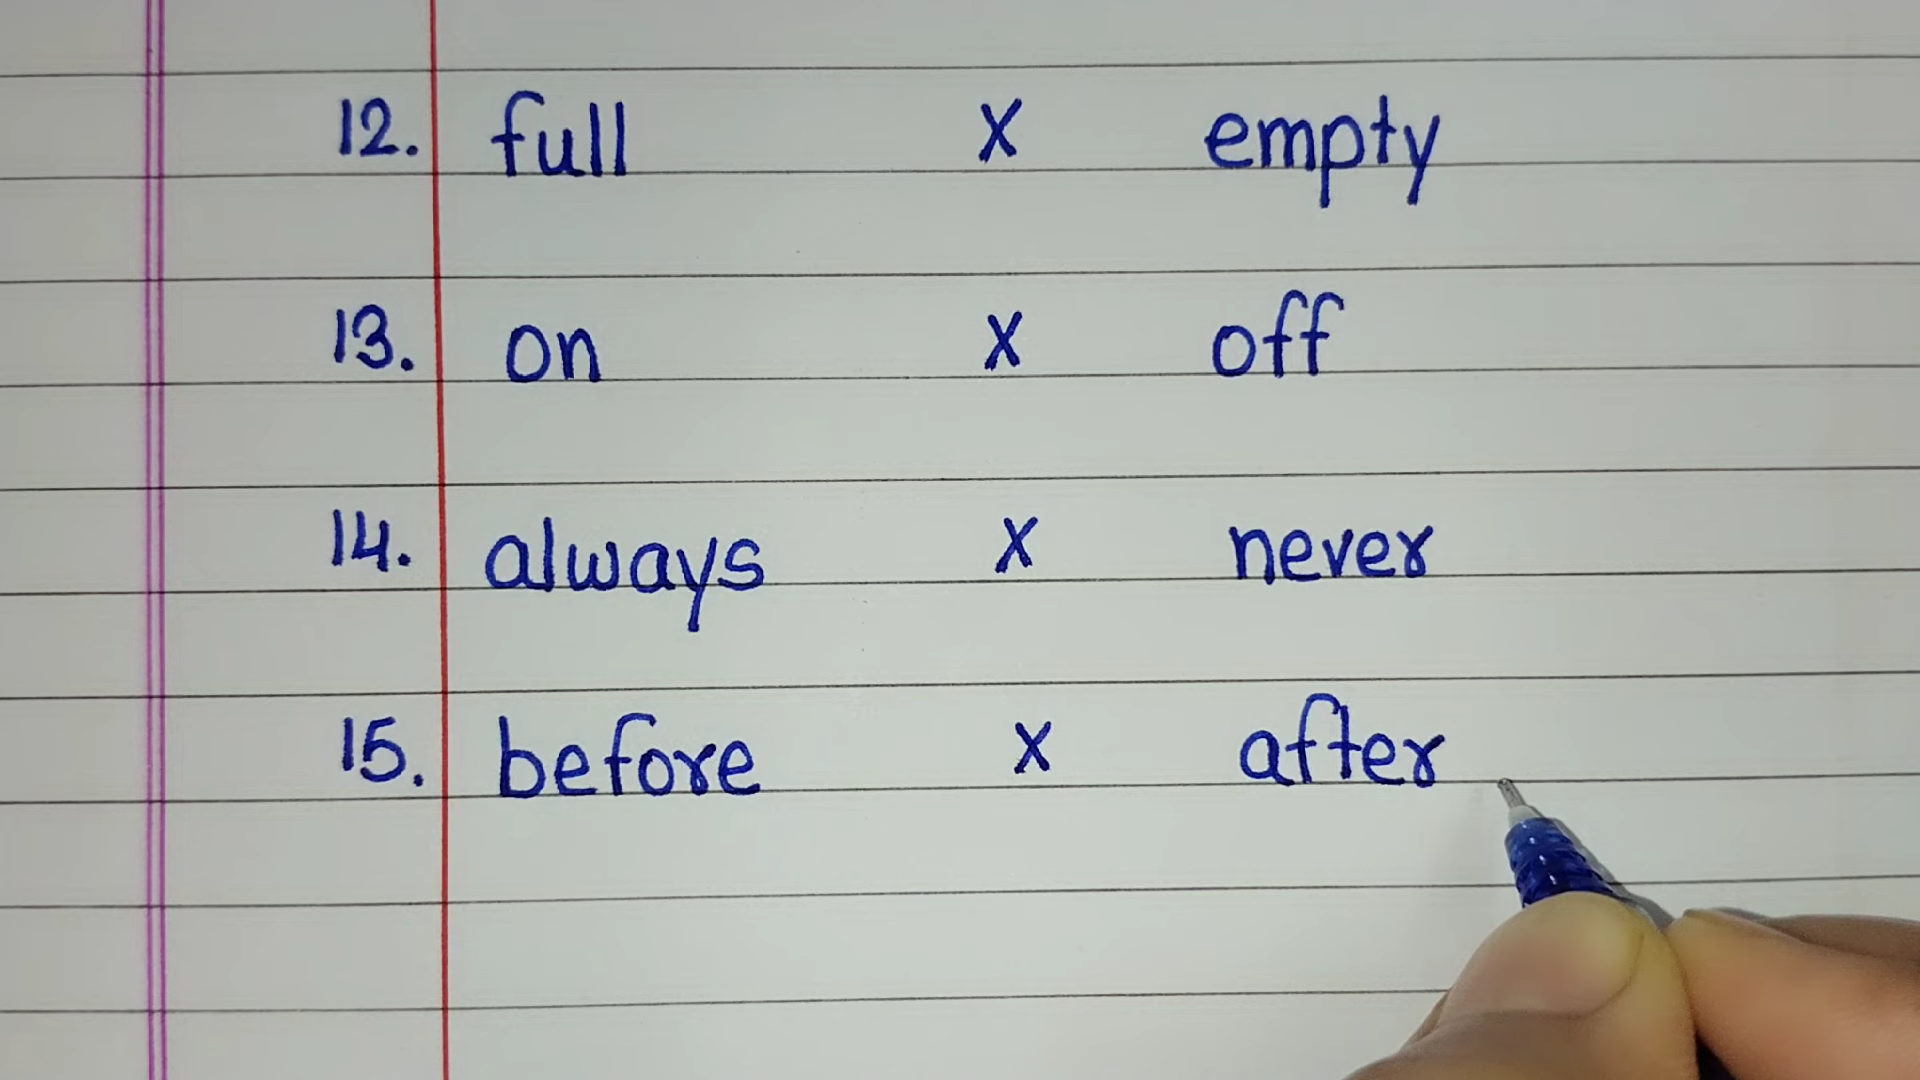 12. full x empty
13. on x off
14. always x never
15. before x after